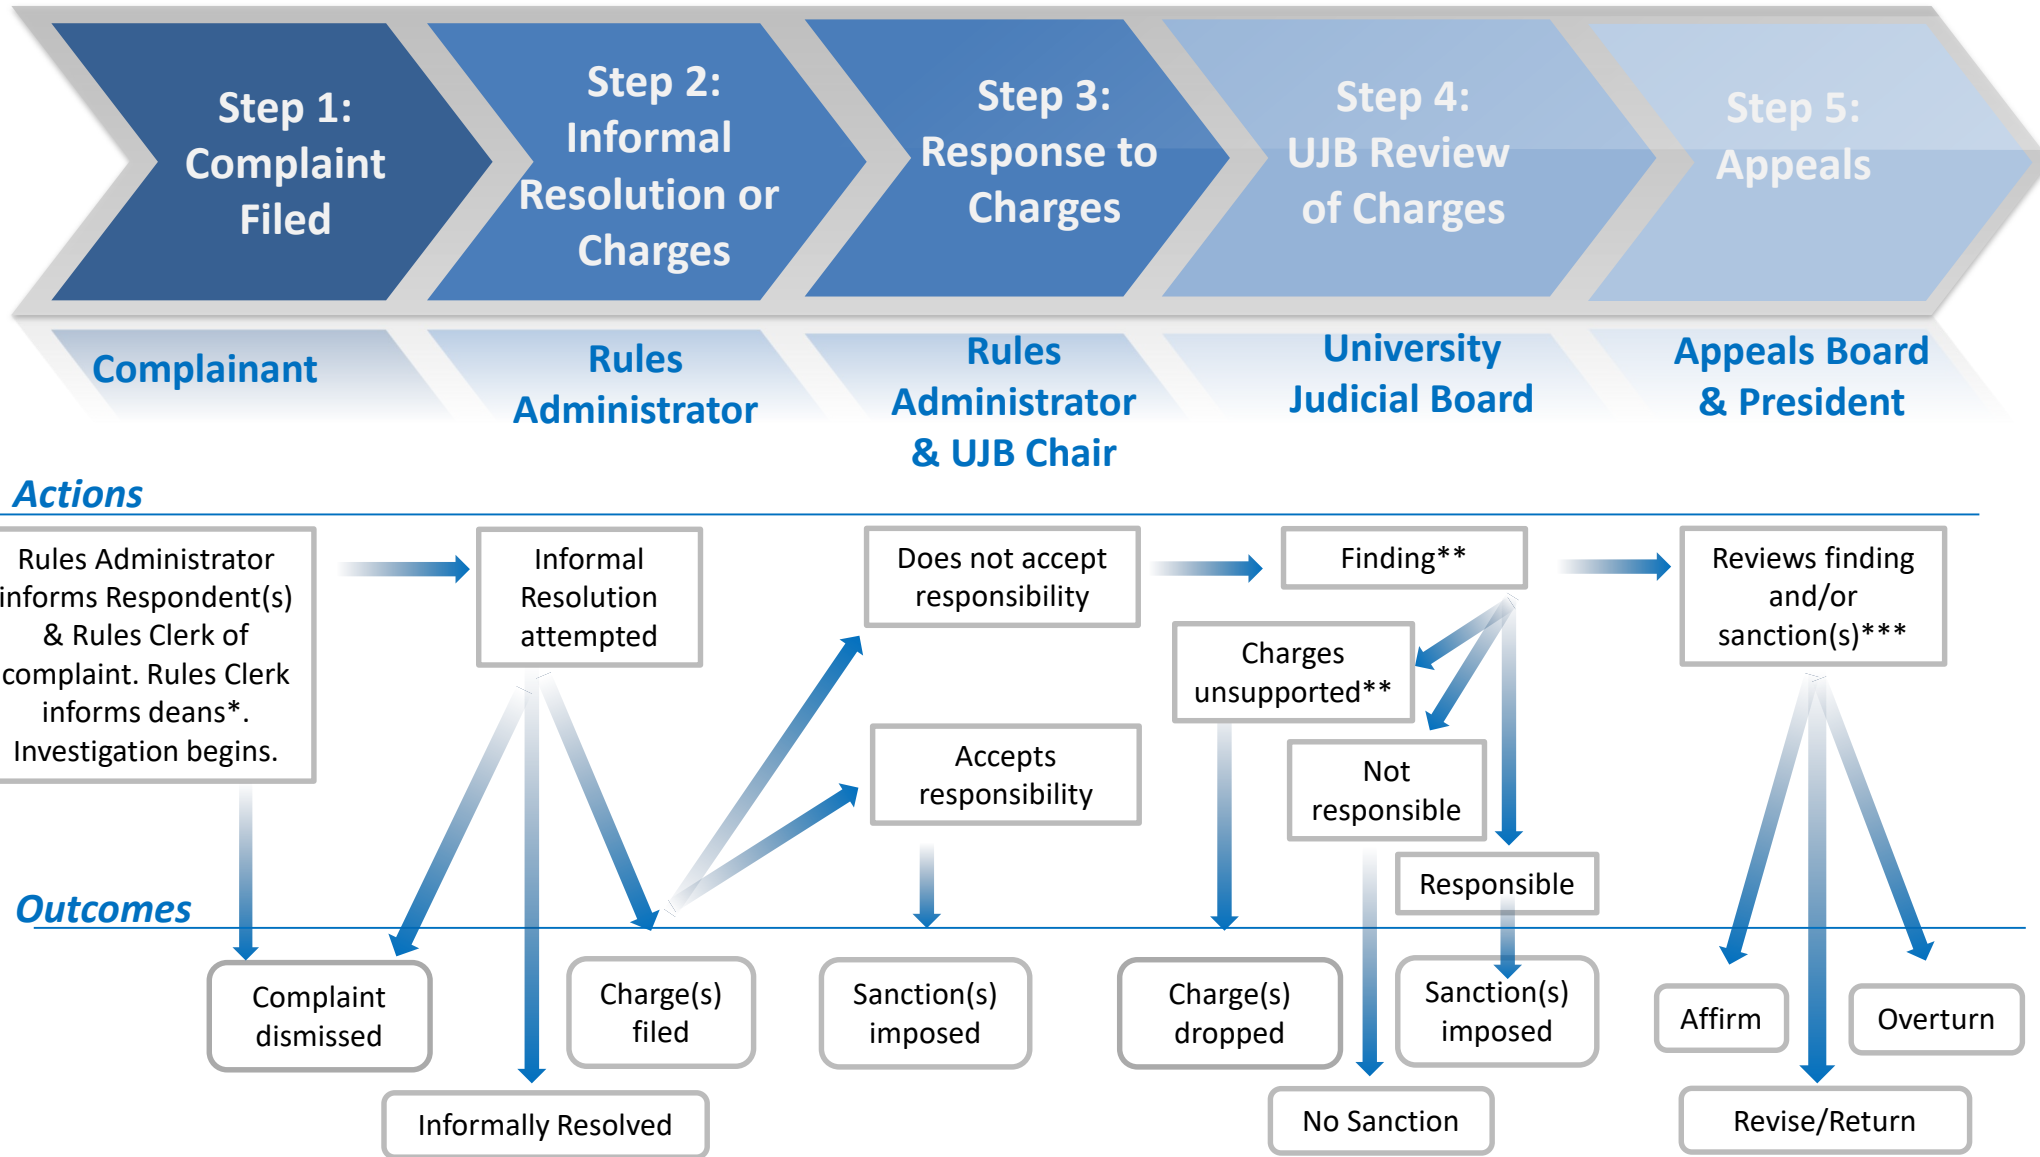 Step 1:
Complaint
Filed
Step 2:
Informal
Resolution or
Charges
Step 3:
Response to
Charges
Step 4:
UJB Review
of Charges
Step 5:
Appeals
Complainant
Rules
Administrator
Rules
Administrator
& UJB Chair
University
Judicial Board
Appeals Board
& President
Actions
Rules Administrator
informs Respondent(s)
& Rules Clerk of
complaint. Rules Clerk
informs deans*.
Investigation begins.
Informal
Resolution
attempted
Does not accept
responsibility
Accepts
responsibility
Finding**
Charges
unsupported**
Not
responsible
Responsible
Reviews finding
and/or
sanction(s)***
Outcomes
Complaint
dismissed
Informally Resolved
Charge(s)
filed
Sanction(s)
imposed
Charge(s)
dropped
No Sanction
Sanction(s)
imposed
Affirm
Revise/Return
Overturn